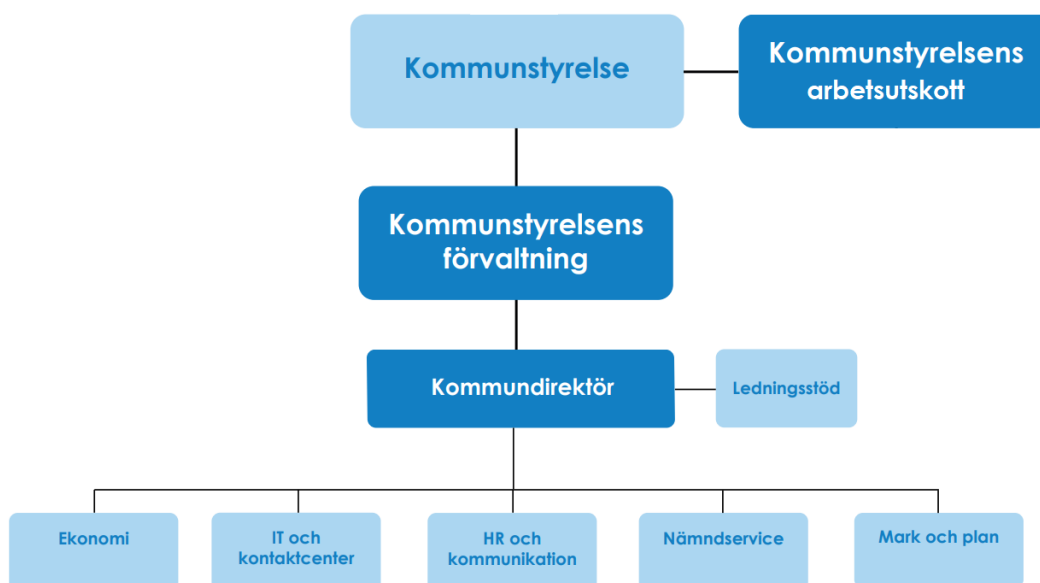 Kommunstyrelse
Kommunstyrelsens
arbetsutskott
Kommunstyrelsens
förvaltning
Kommundirektör
Ledningsstöd
Ekonomi
IT och
kontaktcenter
HR och
kommunikation
Nämndservice
Mark och plan